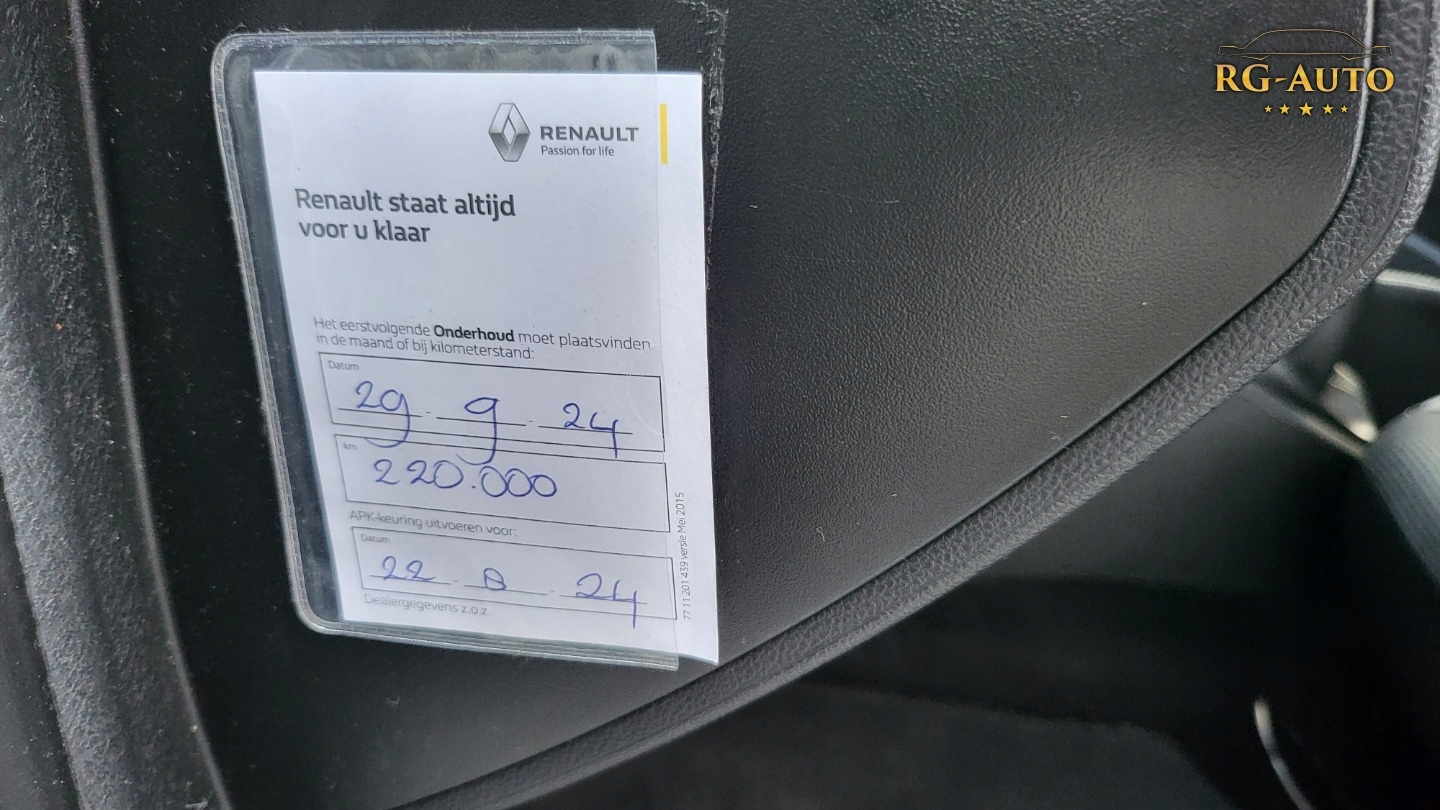 RG-AUTO
RENAULT
Passion for life
Renault staat altijd
voor u klaar
Het eerstvolgende Onderhoud moet plaatsvinden
in de maand of bij kilometerstand:
Datum
29 - 9 - 24
km
220.000
APK-keuring uitvoeren voor:
Datum
22 - 8 - 24
Dealergegevens z.o.z.
77 11 201 439 versie Mei 2015